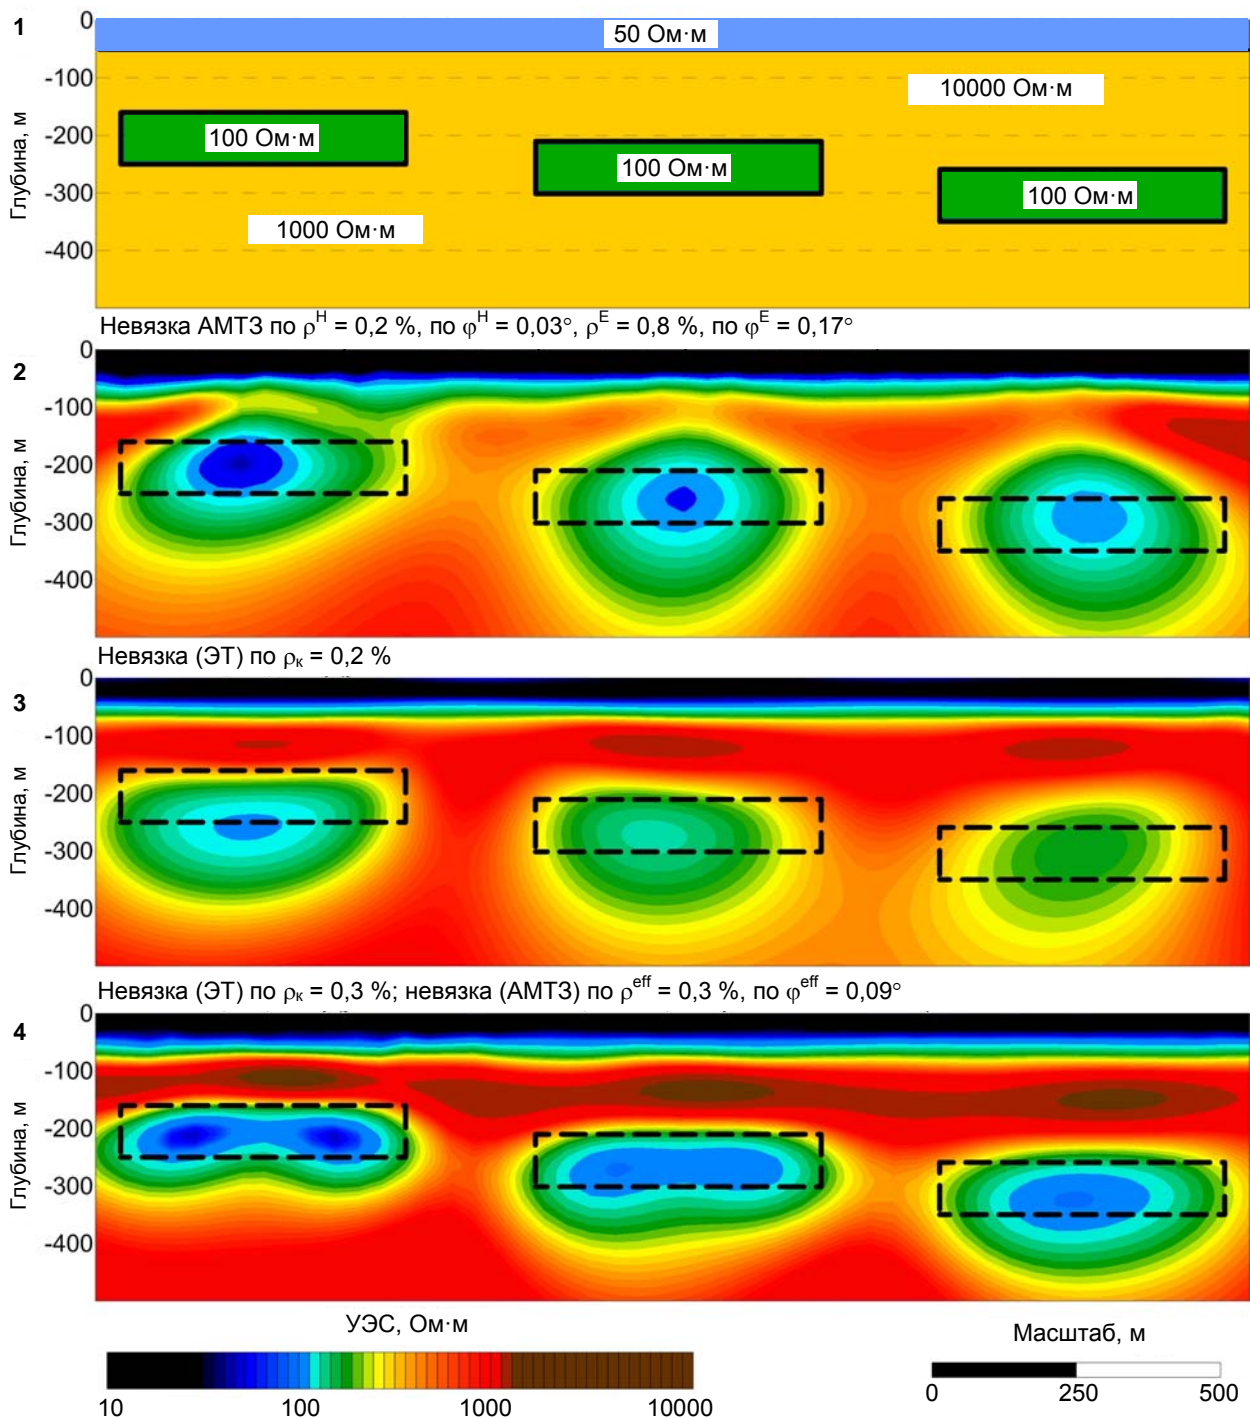 1
0
50 Ом·м
-100
10000 Ом·м
Глубина, м
-200
100 Ом·м
100 Ом·м
100 Ом·м
-300
1000 Ом·м
-400
Невязка АМТЗ по ρᴴ = 0,2 %, по φᴴ = 0,03°, ρᴱ = 0,8 %, по φᴱ = 0,17°
2
0
-100
Глубина, м
-200
-300
-400
Невязка (ЭТ) по ρк = 0,2 %
3
0
-100
Глубина, м
-200
-300
-400
Невязка (ЭТ) по ρк = 0,3 %; невязка (АМТЗ) по ρeff = 0,3 %, по φeff = 0,09°
4
0
-100
Глубина, м
-200
-300
-400
УЭС, Ом·м
10 100 1000 10000
Масштаб, м
0 250 500